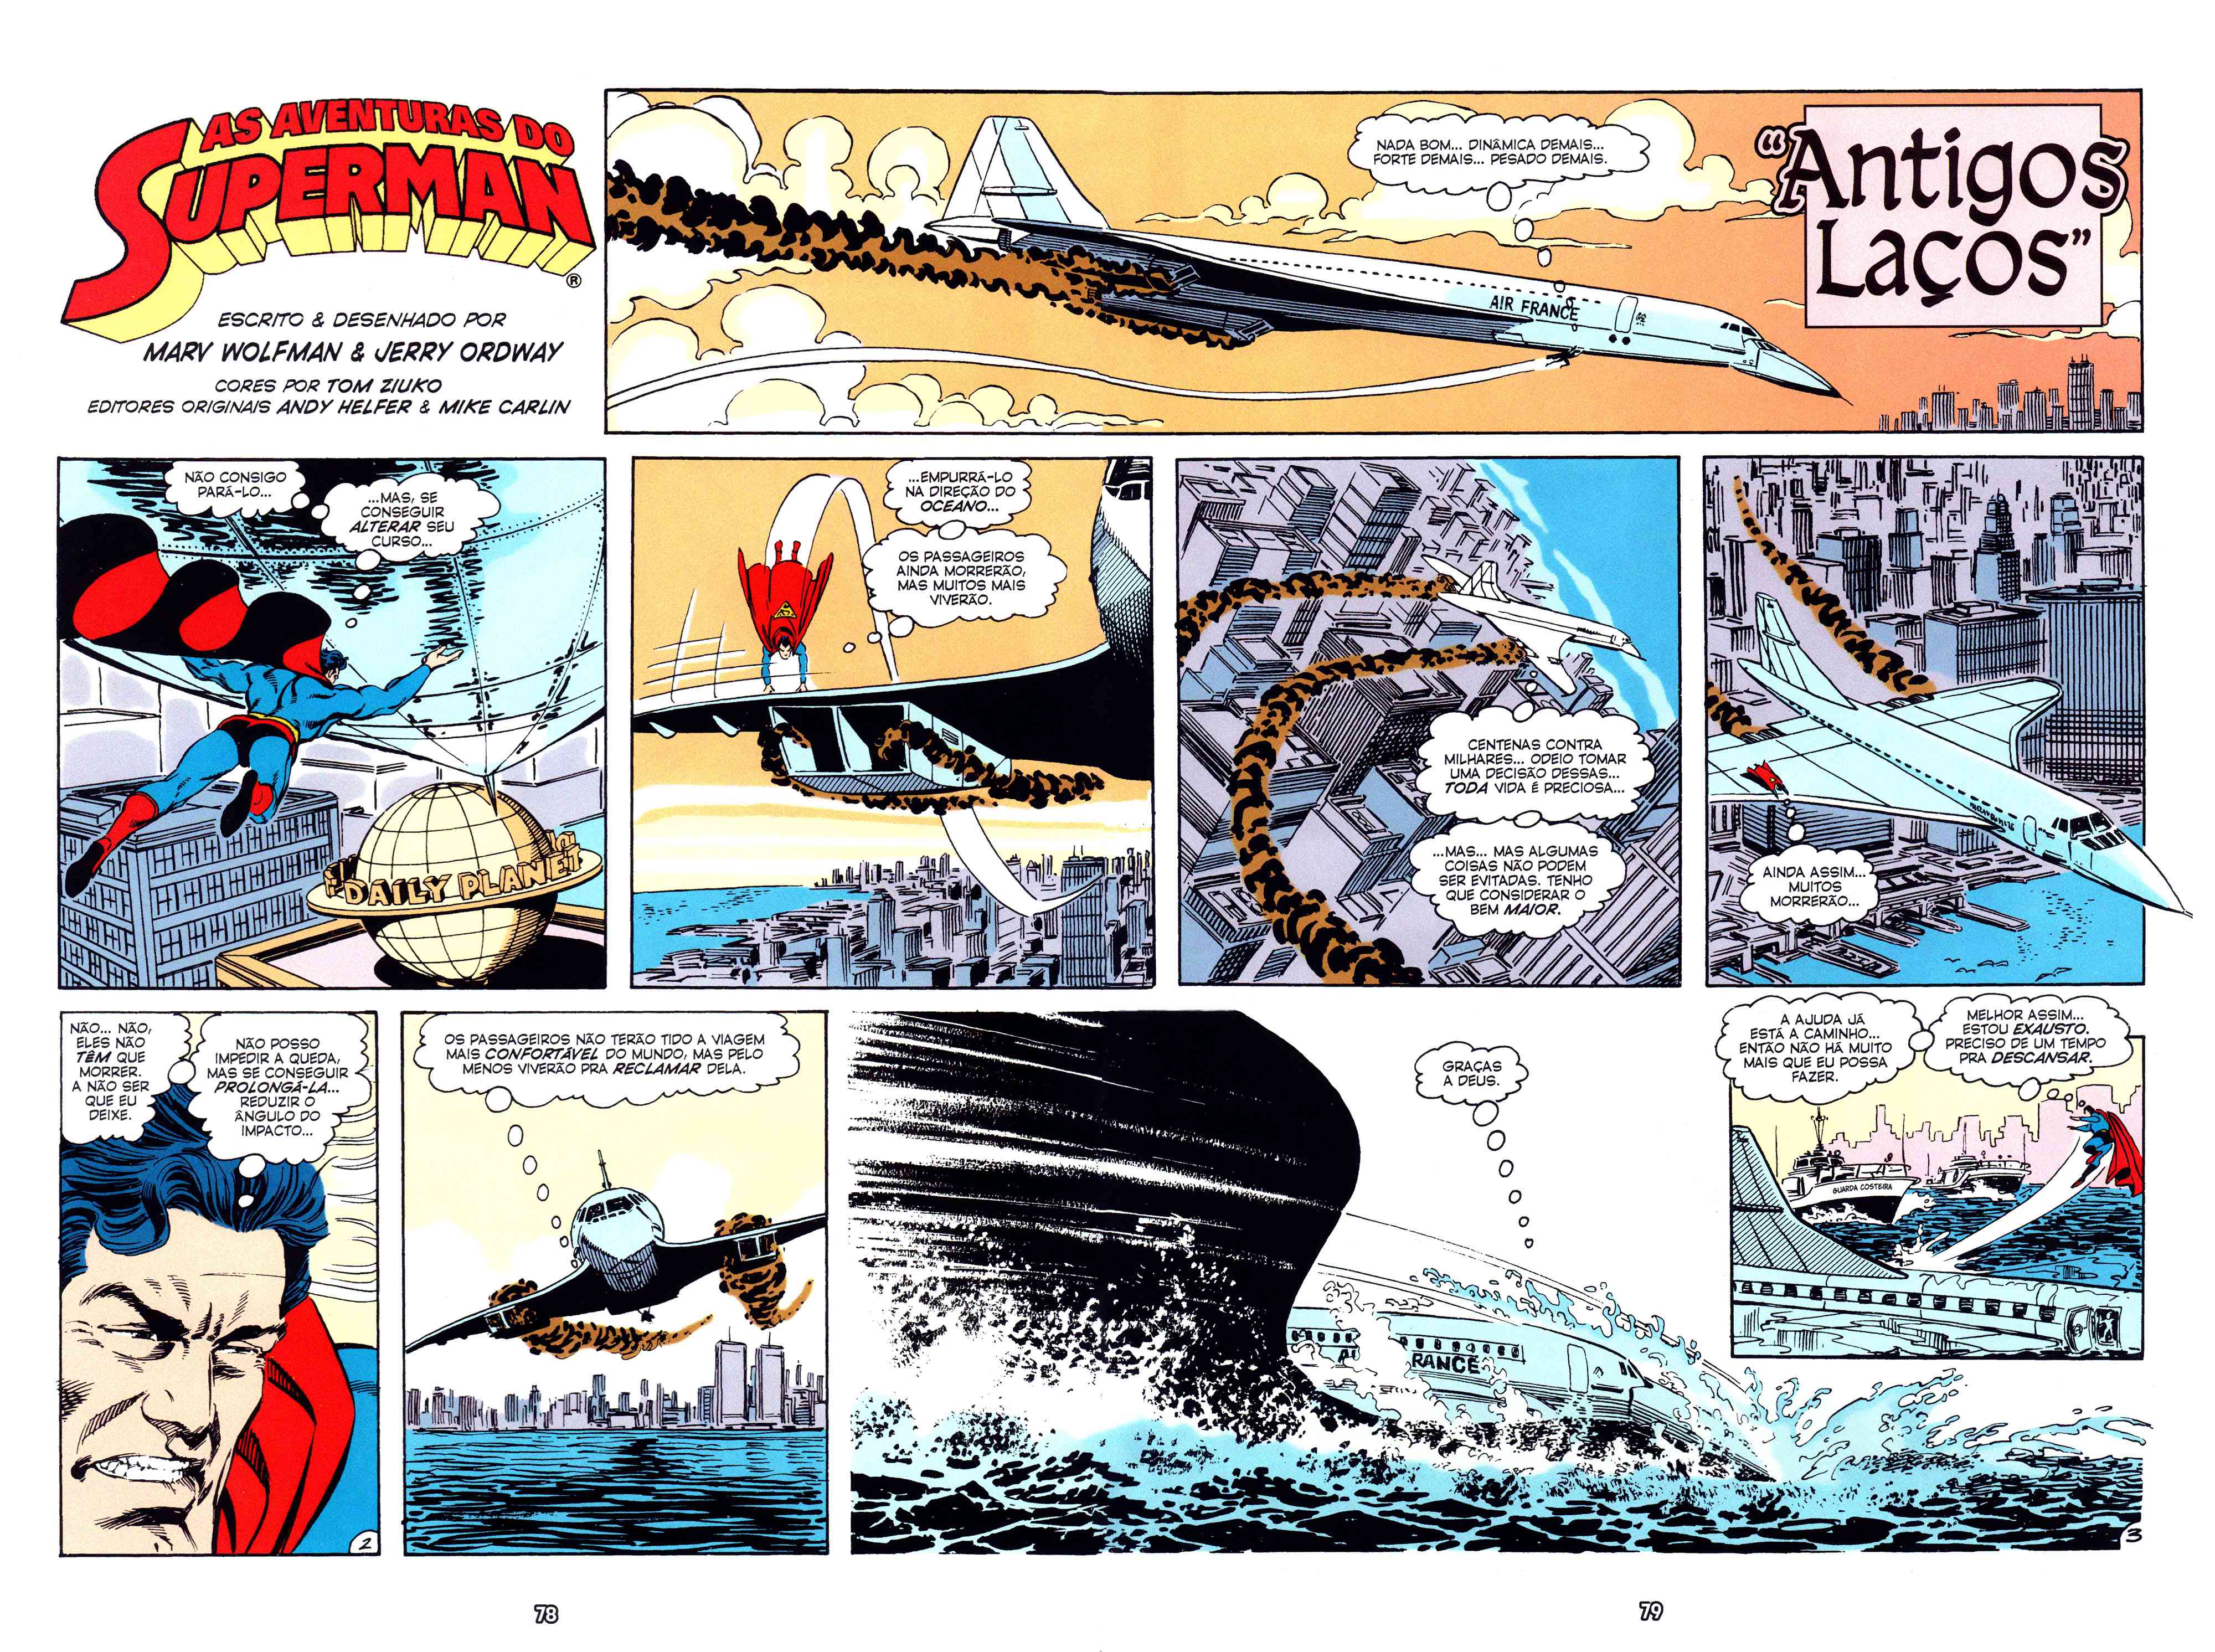 AS AVENTURAS DO
SUPERMAN
®
ESCRITO & DESENHADO POR
MARV WOLFMAN & JERRY ORDWAY
CORES POR TOM ZIUKO
EDITORES ORIGINAIS ANDY HELFER & MIKE CARLIN
NADA BOM... DINÂMICA DEMAIS...
FORTE DEMAIS... PESADO DEMAIS.
AIR FRANCE
"Antigos
Laços"
NÃO CONSIGO
PARÁ-LO...
...MAS, SE
CONSEGUIR
ALTERAR SEU
CURSO...
DAILY PLANET
...EMPURRÁ-LO
NA DIREÇÃO DO
OCEANO...
OS PASSAGEIROS
AINDA MORRERÃO,
MAS MUITOS MAIS
VIVERÃO.
CENTENAS CONTRA
MILHARES... ODEIO TOMAR
UMA DECISÃO DESSAS...
TODA VIDA É PRECIOSA...
...MAS... MAS ALGUMAS
COISAS NÃO PODEM
SER EVITADAS. TENHO
QUE CONSIDERAR O
BEM MAIOR.
AINDA ASSIM...
MUITOS
MORRERÃO...
NÃO... NÃO,
ELES NÃO
TÊM QUE
MORRER.
A NÃO SER
QUE EU
DEIXE.
NÃO POSSO
IMPEDIR A QUEDA,
MAS SE CONSEGUIR
PROLONGÁ-LA...
REDUZIR O
ÂNGULO DO
IMPACTO...
2
OS PASSAGEIROS NÃO TERÃO TIDO A VIAGEM
MAIS CONFORTÁVEL DO MUNDO, MAS PELO
MENOS VIVERÃO PRA RECLAMAR DELA.
GRAÇAS
A DEUS.
AI RANCE
A AJUDA JÁ
ESTÁ A CAMINHO...
ENTÃO NÃO HÁ MUITO
MAIS QUE EU POSSA
FAZER.
MELHOR ASSIM...
ESTOU EXAUSTO.
PRECISO DE UM TEMPO
PRA DESCANSAR.
GUARDA COSTEIRA
3
78
79